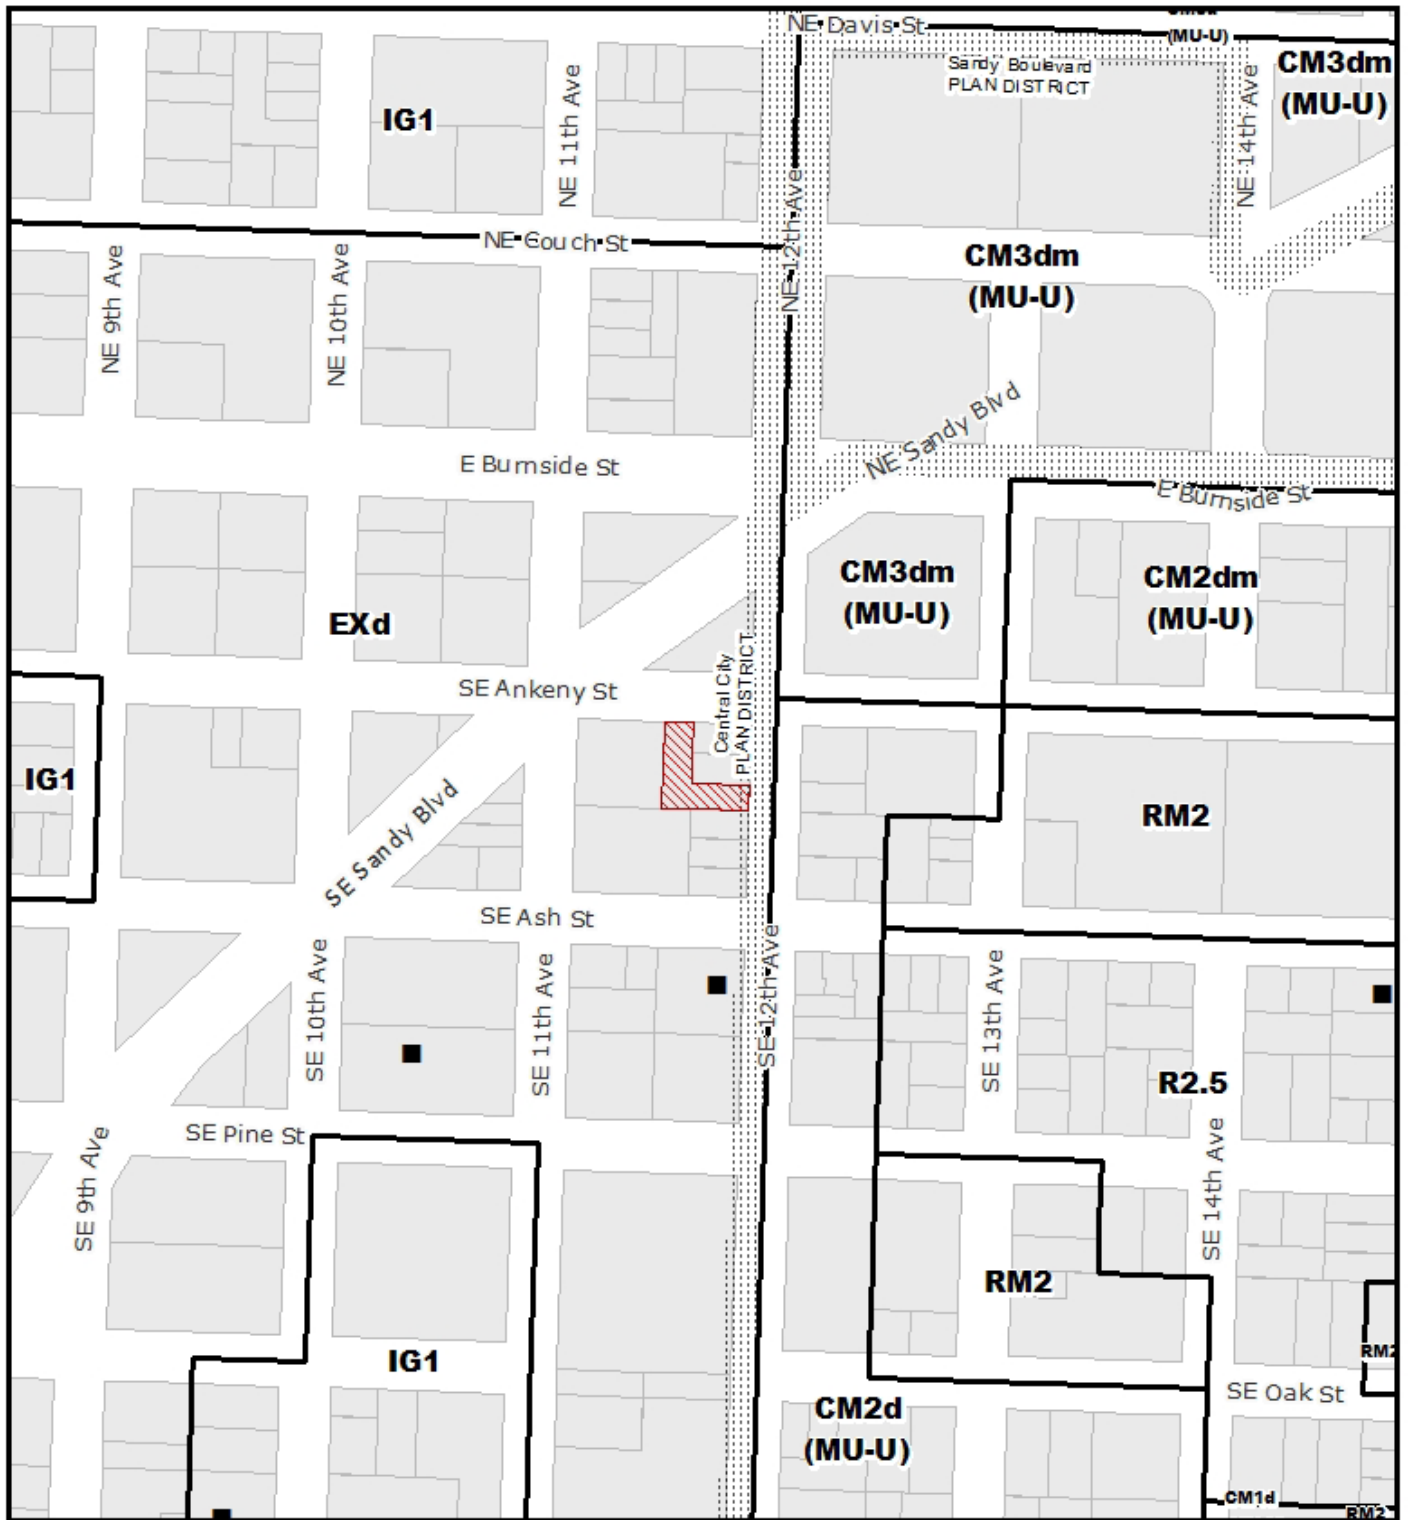 NE Davis St
(MU-U)
Sandy Boulevard
PLAN DISTRICT
CM3dm
(MU-U)
IG1
NE 11th Ave
NE 14th Ave
NE 12th Ave
NE Couch St
NE 9th Ave
NE 10th Ave
CM3dm
(MU-U)
NE Sandy Blvd
E Burnside St
E Burnside St
CM3dm
(MU-U)
CM2dm
(MU-U)
EXd
SE Ankeny St
Central City
PLAN DISTRICT
IG1
SE Sandy Blvd
RM2
SE Ash St
SE 10th Ave
SE 11th Ave
SE 12th Ave
SE 13th Ave
R2.5
SE Pine St
SE 9th Ave
SE 14th Ave
RM2
IG1
RM2
SE Oak St
CM2d
(MU-U)
CM1d
RM2